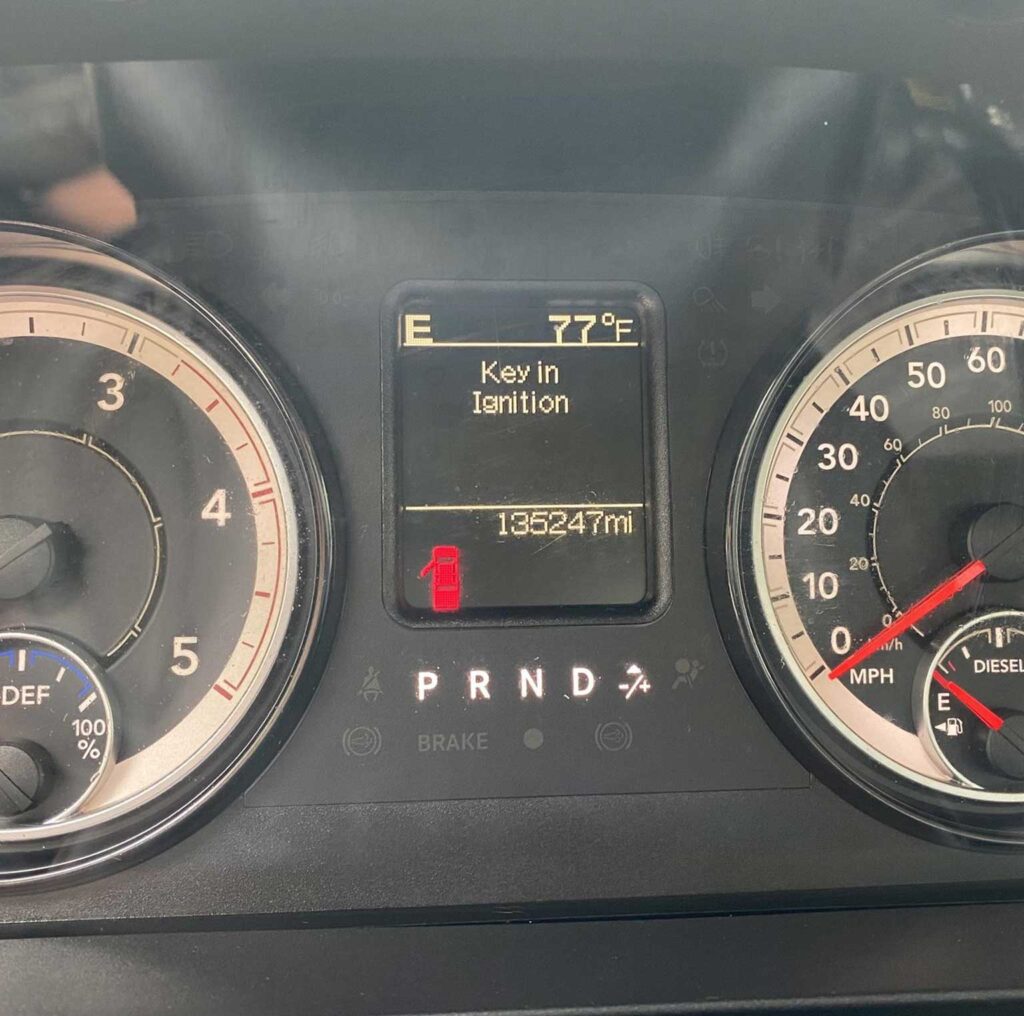 E 77°F
Key in
Ignition
135247mi
3
4
5
DEF
100
%
P R N D -/+
BRAKE
60
50
40
30
20
10
0
MPH
100
80
60
40
20
0
km/h
DIESEL
E